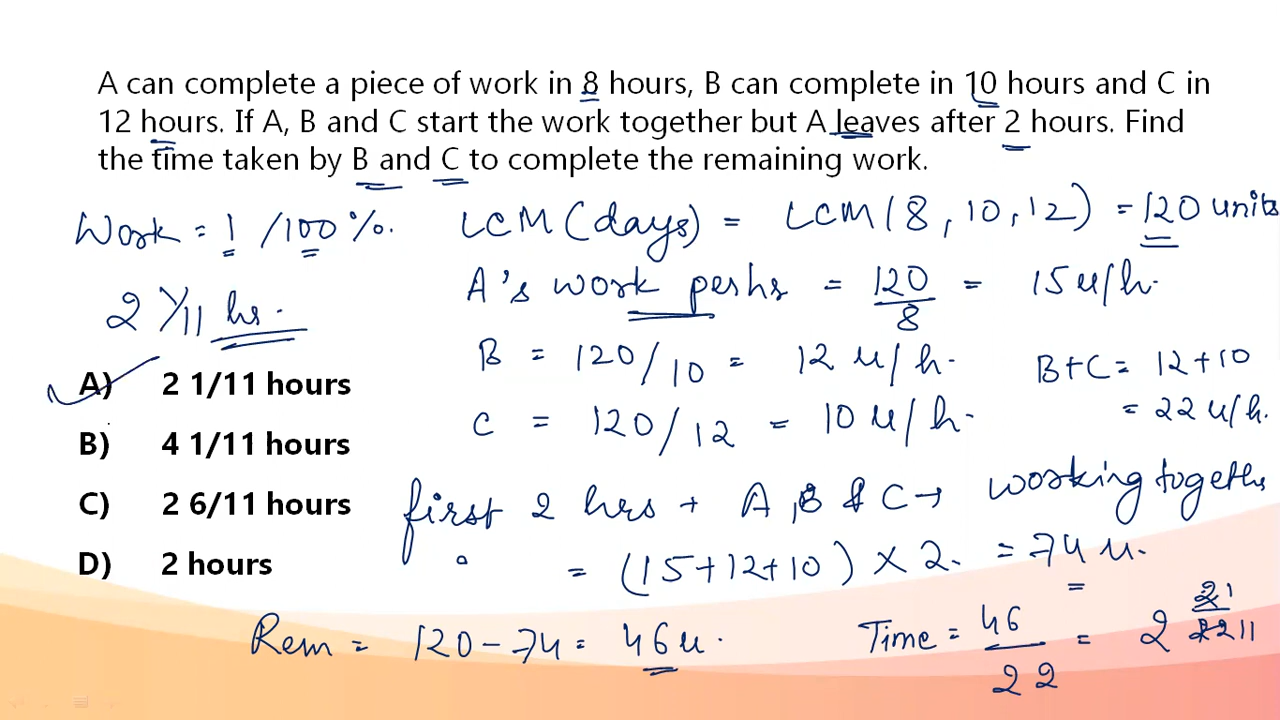 A can complete a piece of work in 8 hours, B can complete in 10 hours and C in
12 hours. If A, B and C start the work together but A leaves after 2 hours. Find
the time taken by B and C to complete the remaining work.
Work = 1 /100 %.
LCM (days) = LCM (8, 10, 12) = 120 units
A's work per hr = 120/8 = 15 u/h.
2 1/11 hs.
B = 120/10 = 12 u/h.
B+C = 12+10
= 22 u/h.
C = 120/12 = 10 u/h.
A) 2 1/11 hours
B) 4 1/11 hours
C) 2 6/11 hours
D) 2 hours
first 2 hrs + A, B & C → working together
= (15+12+10) × 2. = 74 u.
Rem = 120 - 74 = 46 u.
Time = 46/22 = 2 2/22 1/11